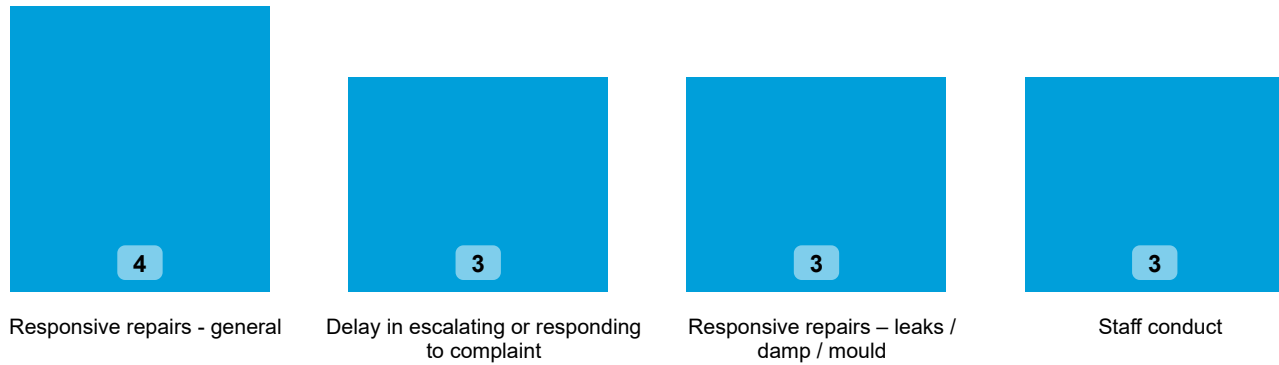 4
3
3
3
Responsive repairs - general
Delay in escalating or responding
to complaint
Responsive repairs – leaks /
damp / mould
Staff conduct